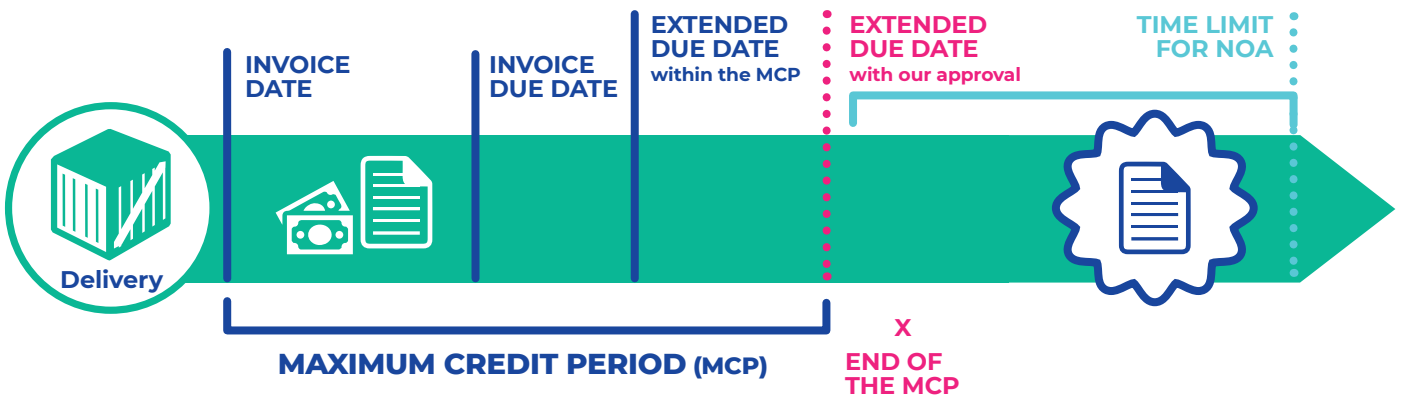 INVOICE
DATE
INVOICE
DUE DATE
EXTENDED
DUE DATE
within the MCP
EXTENDED
DUE DATE
with our approval
TIME LIMIT
FOR NOA
Delivery
MAXIMUM CREDIT PERIOD (MCP)
X
END OF
THE MCP